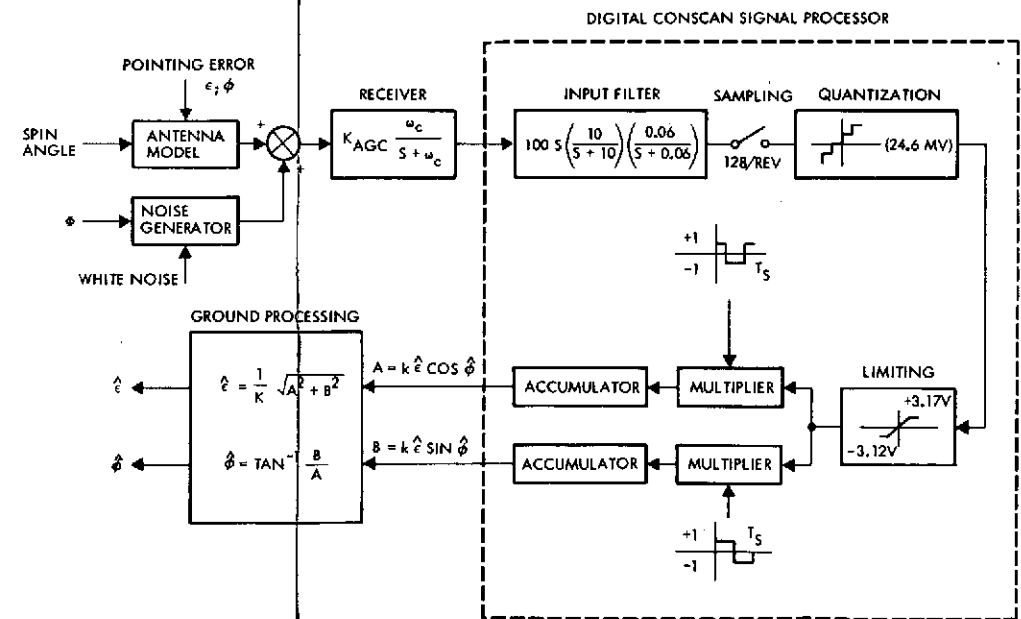 DIGITAL CONSCAN SIGNAL PROCESSOR
POINTING ERROR
ϵ; ϕ
SPIN
ANGLE
ANTENNA
MODEL
+
+
RECEIVER
K_AGC ω_c / (S + ω_c)
INPUT FILTER
100 S (10 / (S + 10)) (0.06 / (S + 0.06))
SAMPLING
128/REV
QUANTIZATION
(24.6 MV)
Φ
NOISE
GENERATOR
WHITE NOISE
+1
-1
T_S
GROUND PROCESSING
ϵ̂
ϵ̂ = 1/K √(A² + B²)
A = k ϵ̂ COS ϕ̂
ACCUMULATOR
MULTIPLIER
LIMITING
+3.17V
-3.12V
ϕ̂
ϕ̂ = TAN⁻¹ B/A
B = k ϵ̂ SIN ϕ̂
ACCUMULATOR
MULTIPLIER
+1
-1
T_S